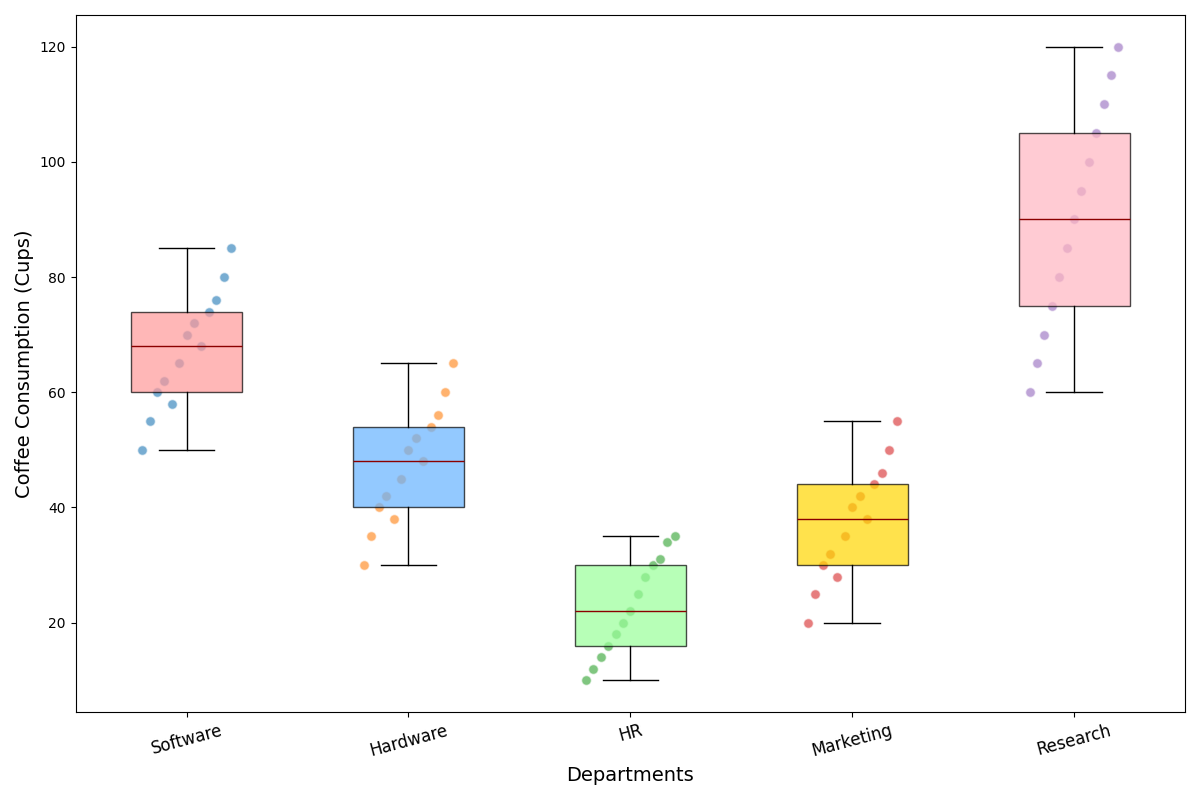 120
100
80
60
40
20
Coffee Consumption (Cups)
Software
Hardware
HR
Marketing
Research
Departments